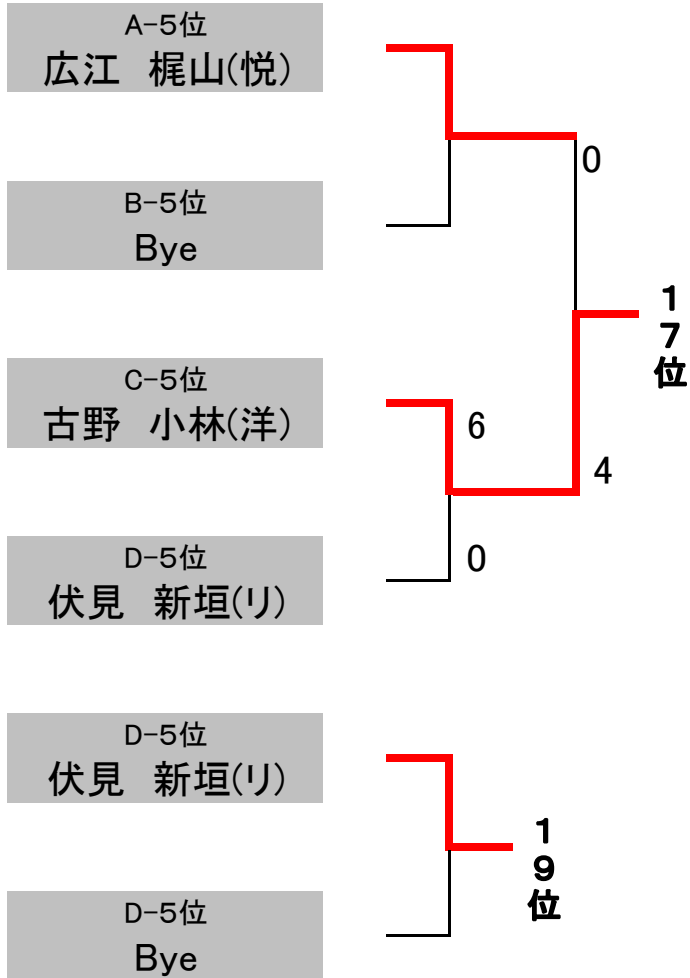 A-5位
広江　梶山(悦)
0
B-5位
Bye
17位
C-5位
古野　小林(洋)
6
4
D-5位
伏見　新垣(リ)
0
D-5位
伏見　新垣(リ)
19位
D-5位
Bye